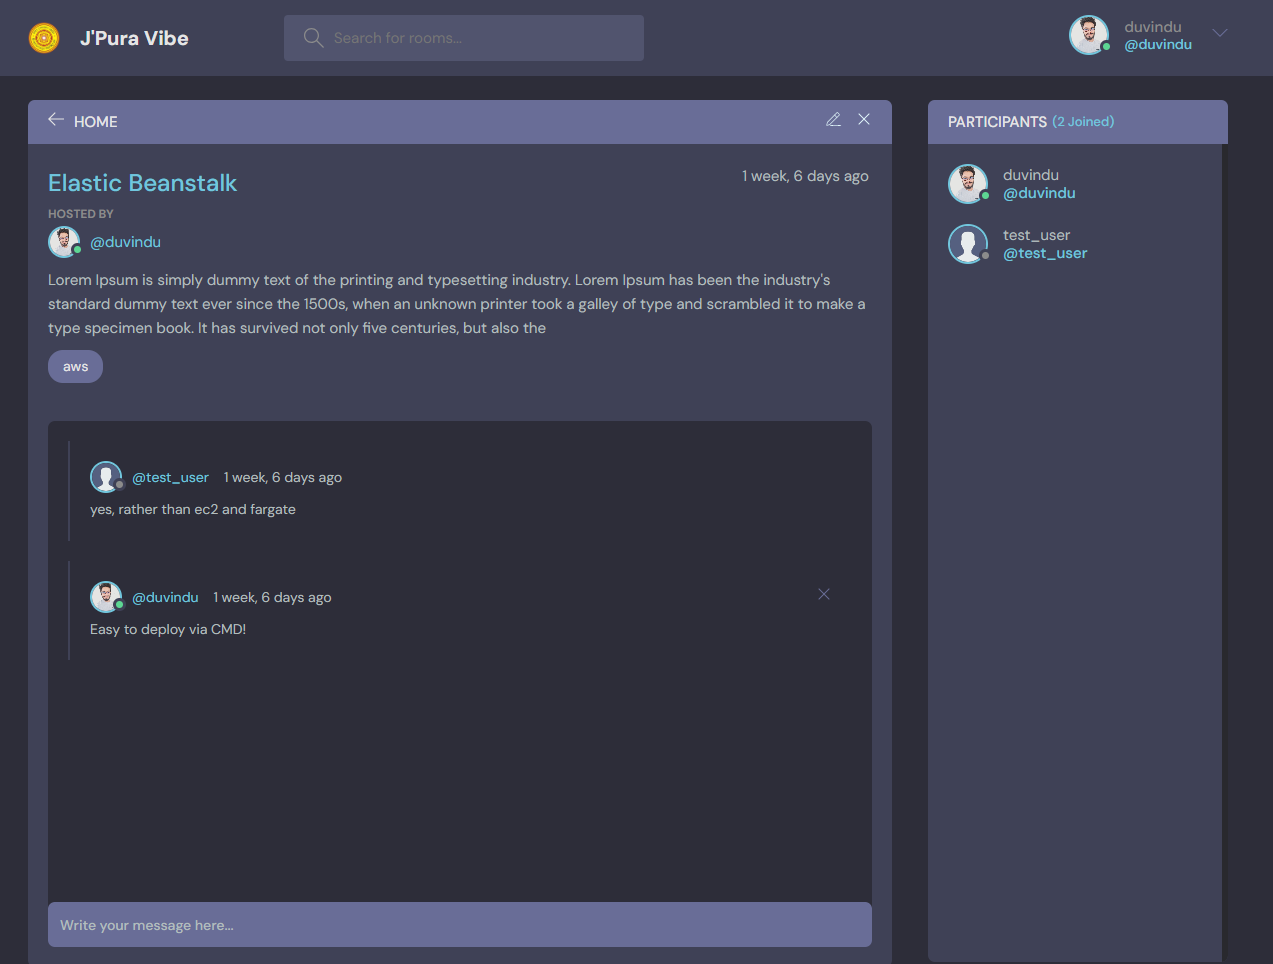 J'Pura Vibe
Search for rooms...
duvindu
@duvindu
HOME
Elastic Beanstalk
1 week, 6 days ago
HOSTED BY
@duvindu
Lorem Ipsum is simply dummy text of the printing and typesetting industry. Lorem Ipsum has been the industry's
standard dummy text ever since the 1500s, when an unknown printer took a galley of type and scrambled it to make a
type specimen book. It has survived not only five centuries, but also the
aws
@test_user 1 week, 6 days ago
yes, rather than ec2 and fargate
@duvindu 1 week, 6 days ago
Easy to deploy via CMD!
Write your message here...
PARTICIPANTS (2 Joined)
duvindu
@duvindu
test_user
@test_user